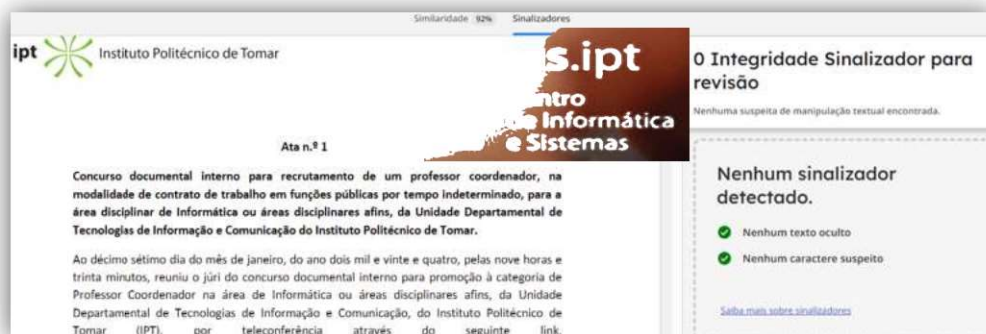 Similaridade 92% Sinalizadores
ipt Instituto Politécnico de Tomar
s.ipt
ntro
e Informática
e Sistemas
Ata n.º 1
Concurso documental interno para recrutamento de um professor coordenador, na
modalidade de contrato de trabalho em funções públicas por tempo indeterminado, para a
área disciplinar de Informática ou áreas disciplinares afins, da Unidade Departamental de
Tecnologias de Informação e Comunicação do Instituto Politécnico de Tomar.
Ao décimo sétimo dia do mês de janeiro, do ano dois mil e vinte e quatro, pelas nove horas e
trinta minutos, reuniu o júri do concurso documental interno para promoção à categoria de
Professor Coordenador na área de Informática ou áreas disciplinares afins, da Unidade
Departamental de Tecnologias de Informação e Comunicação, do Instituto Politécnico de
Tomar (IPT), por teleconferência através do seguinte link,
0 Integridade Sinalizador para
revisão
Nenhuma suspeita de manipulação textual encontrada.
Nenhum sinalizador
detectado.
Nenhum texto oculto
Nenhum caractere suspeito
Saiba mais sobre sinalizadores